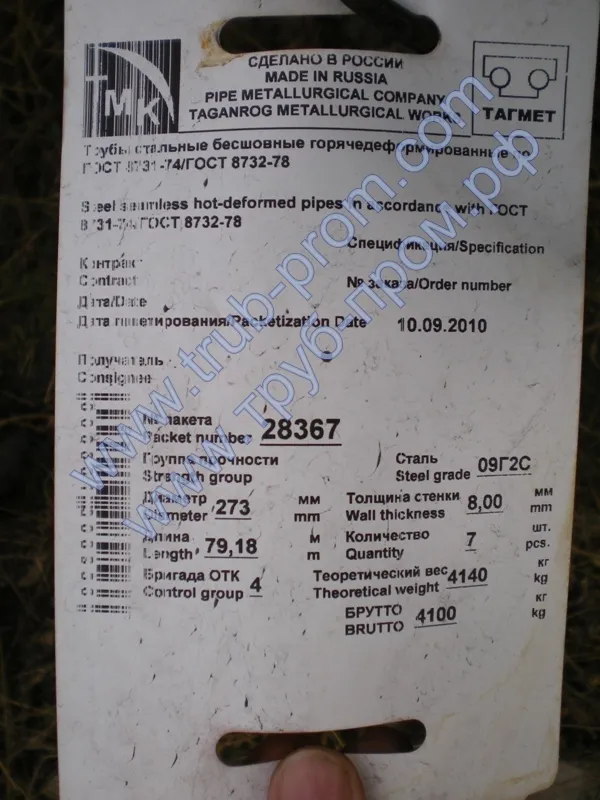 СДЕЛАНО В РОССИИ
MADE IN RUSSIA
PIPE METALLURGICAL COMPANY
TAGANROG METALLURGICAL WORKS
ТМК
ТАГМЕТ
Трубы стальные бесшовные горячедеформированные по
ГОСТ 8731-74/ГОСТ 8732-78
Steel seamless hot-deformed pipes in accordance with ГОСТ
8731-74/ГОСТ 8732-78
Спецификация/Specification
Контракт
Contract
№ заказа/Order number
Дата/Date
Дата пакетирования/Packetization Date 10.09.2010
Получатель
Consignee
№ пакета
Packet number 28367
Группа прочности
Strength group
Сталь
Steel grade 09Г2С
Диаметр мм
Diameter 273 mm
Толщина стенки мм
Wall thickness 8,00 mm
Длина м
Length 79,18 m
Количество шт.
Quantity 7 pcs.
Бригада ОТК
Control group 4
Теоретический вес кг
Theoretical weight 4140 kg
БРУТТО кг
BRUTTO 4100 kg
www.trub-prom.com
www.труб-пром.рф